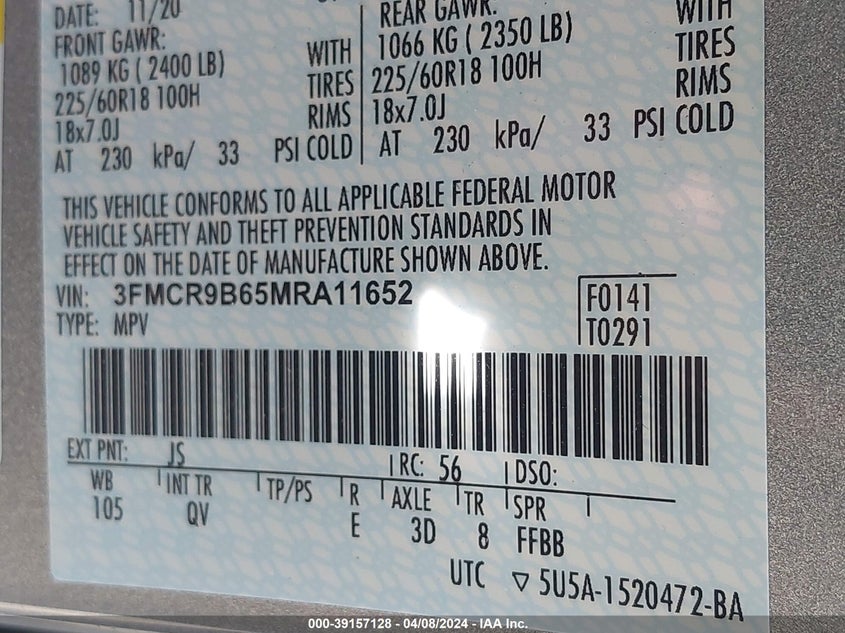 DATE: 11/20
FRONT GAWR:
1089 KG ( 2400 LB)
225/60R18 100H
18x7.0J
AT 230 kPa/ 33 PSI COLD
WITH
TIRES
RIMS
REAR GAWR:
1066 KG ( 2350 LB)
225/60R18 100H
18x7.0J
AT 230 kPa/ 33 PSI COLD
WITH
TIRES
RIMS
THIS VEHICLE CONFORMS TO ALL APPLICABLE FEDERAL MOTOR
VEHICLE SAFETY AND THEFT PREVENTION STANDARDS IN
EFFECT ON THE DATE OF MANUFACTURE SHOWN ABOVE.
VIN: 3FMCR9B65MRA11652
TYPE: MPV
F0141
T0291
EXT PNT: JS RC: 56 DSO:
WB INT TR TP/PS R AXLE TR SPR
105 QV E 3D 8 FFBB
UTC ▽ 5U5A-1520472-BA
000-39157128 - 04/08/2024 - IAA Inc.